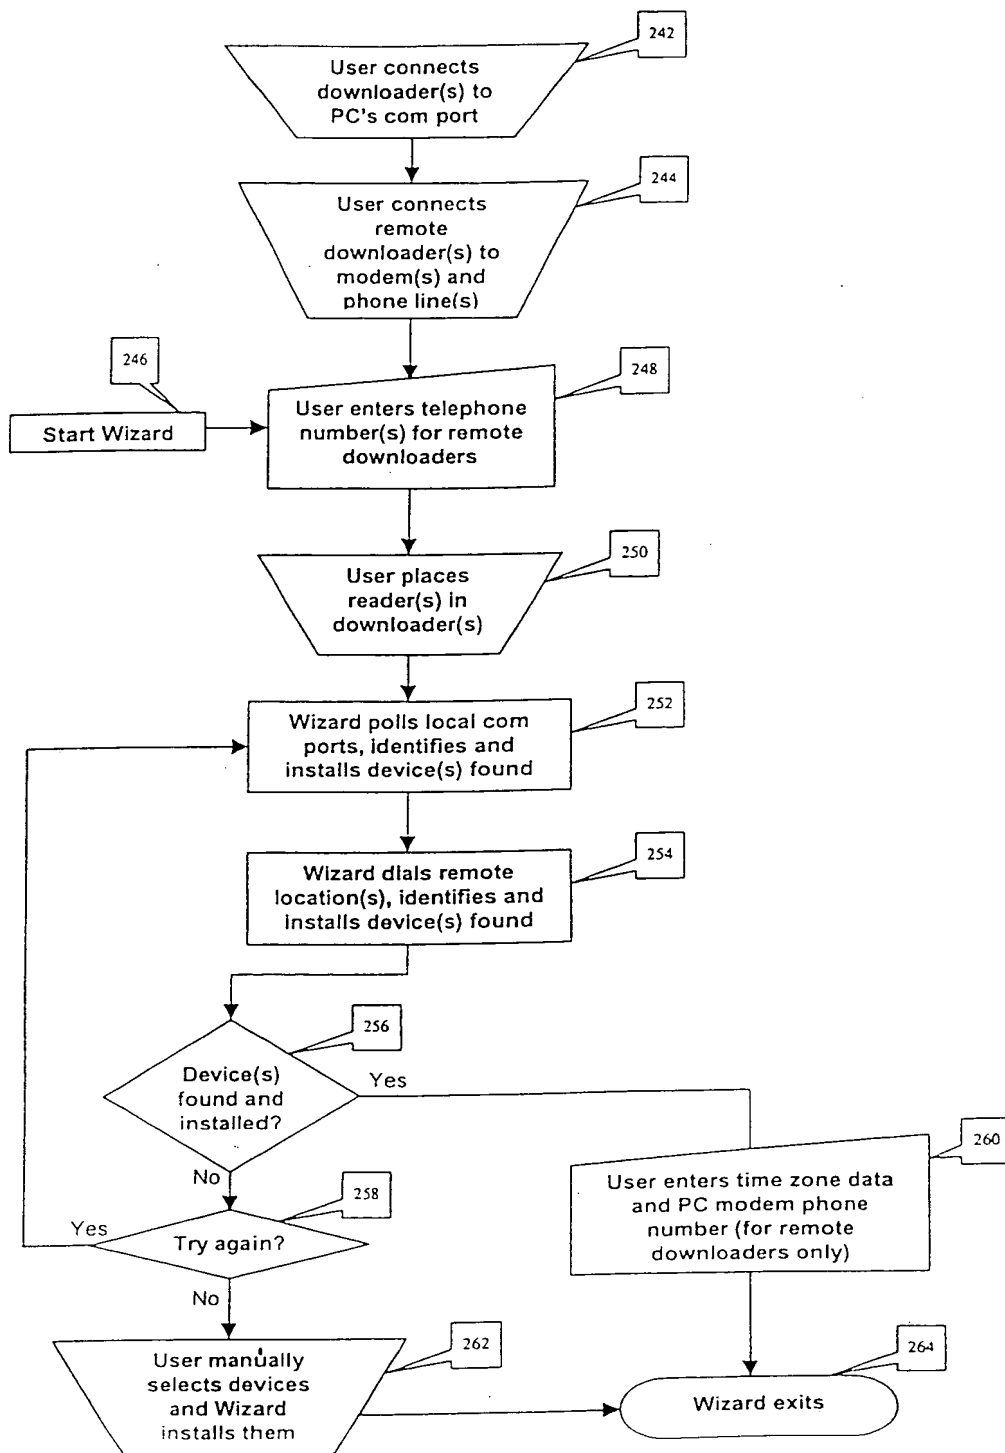 242
User connects
downloader(s) to
PC's com port
244
User connects
remote
downloader(s) to
modem(s) and
phone line(s)
246
Start Wizard
248
User enters telephone
number(s) for remote
downloaders
250
User places
reader(s) in
downloader(s)
252
Wizard polls local com
ports, identifies and
installs device(s) found
254
Wizard dials remote
location(s), identifies and
installs device(s) found
256
Device(s)
found and
installed?
Yes
No
258
Try again?
Yes
No
260
User enters time zone data
and PC modem phone
number (for remote
downloaders only)
262
User manually
selects devices
and Wizard
installs them
264
Wizard exits